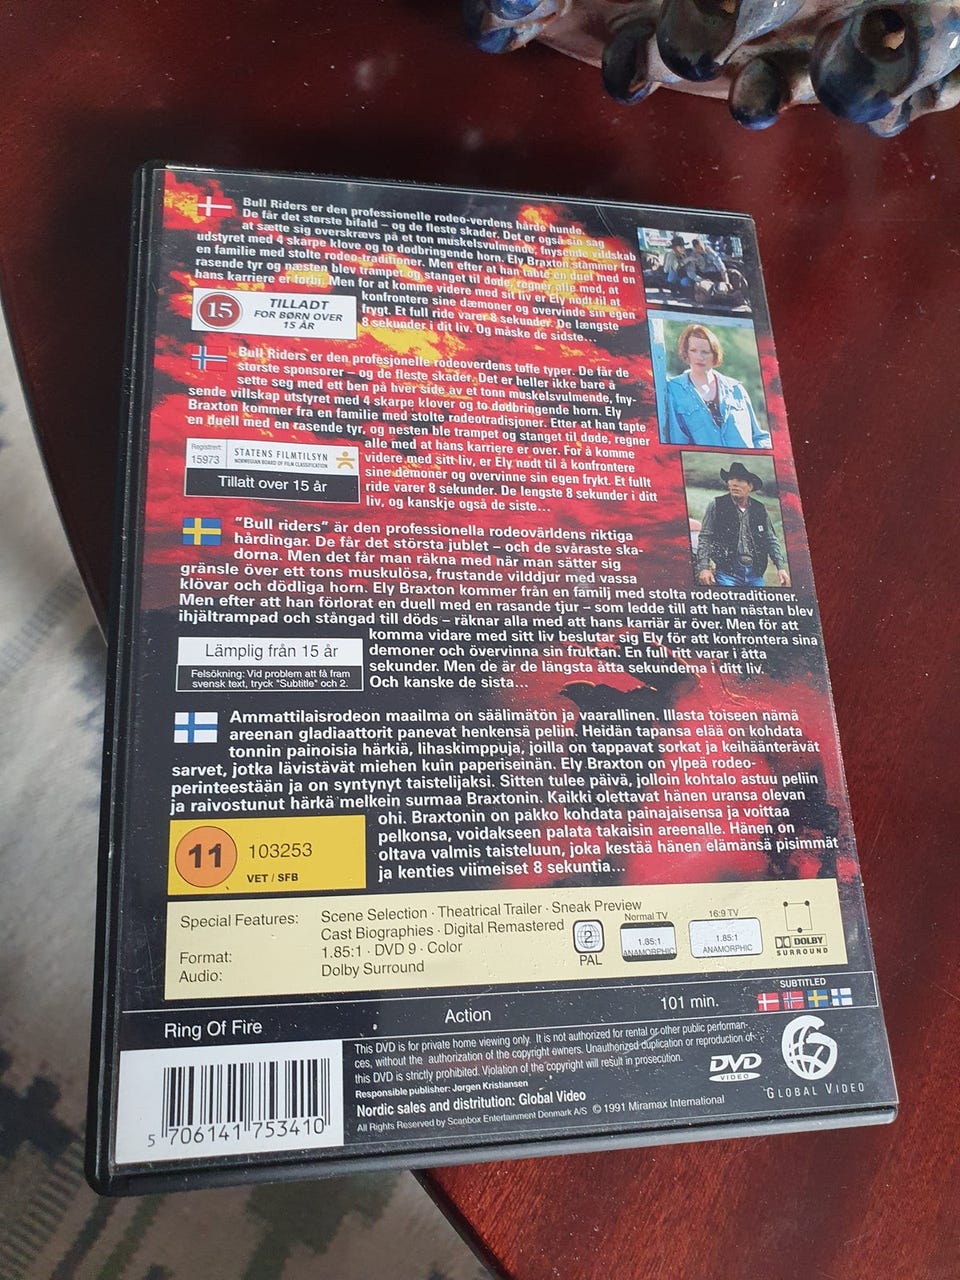 Bull Riders er den professionelle rodeo-verdens hårde hunde.
De får det største bifald – og de fleste skader. Det er også sin sag
at sætte sig overskrævs på et ton muskelsvulmende, fnysende vildskab
udstyret med 4 skarpe klove og to dødbringende horn. Ely Braxton stammer fra
en familie med stolte rodeo-traditioner. Men efter at han tabte en duel med en
rasende tyr og næsten blev trampet og stanget til døde, regner alle med, at
hans karriere er forbi. Men for at komme videre med sit liv er Ely nødt til at
konfrontere sine dæmoner og overvinde sin egen
frygt. Et full ride varer 8 sekunder. De længste
8 sekunder i dit liv. Og måske de sidste...
15
TILLADT
FOR BØRN OVER
15 ÅR
Bull Riders er den profesjonelle rodeoverdens tøffe typer. De får de
største sponsorer – og de fleste skader. Det er heller ikke bare å
sette seg med ett ben på hver side av et tonn muskelsvulmende, fny-
sende villskap utstyret med 4 skarpe klover og to dødbringende horn. Ely
Braxton kommer fra en familie med stolte rodeotradisjoner. Etter at han tapte
en duell med en rasende tyr, og nesten ble trampet og stanget til døde, regner
alle med at hans karriere er over. For å komme
videre med sitt liv, er Ely nødt til å konfrontere
sine demoner og overvinne sin egen frykt. Et fullt
ride varer 8 sekunder. De lengste 8 sekunder i ditt
liv, og kanskje også de siste...
Registrert:
15973
STATENS FILMTILSYN
NORWEGIAN BOARD OF FILM CLASSIFICATION
Tillatt over 15 år
"Bull riders" är den professionella rodeovärldens riktiga
hårdingar. De får det största jublet – och de svåraste ska-
dorna. Men det får man räkna med när man sätter sig
gränsle över ett tons muskulösa, frustande vilddjur med vassa
klövar och dödliga horn. Ely Braxton kommer från en familj med stolta rodeotraditioner.
Men efter att han förlorat en duell med en rasande tjur – som ledde till att han nästan blev
ihjältrampad och stångad till döds – räknar alla med att hans karriär är över. Men för att
komma vidare med sitt liv beslutar sig Ely för att konfrontera sina
demoner och övervinna sin fruktan. En full ritt varar i åtta
sekunder. Men de är de längsta åtta sekunderna i ditt liv.
Och kanske de sista...
Lämplig från 15 år
Felsökning: Vid problem att få fram
svensk text, tryck "Subtitle" och 2.
Ammattilaisrodeon maailma on säälimätön ja vaarallinen. Illasta toiseen nämä
areenan gladiaattorit panevat henkensä peliin. Heidän tapansa elää on kohdata
tonnin painoisia härkiä, lihaskimppuja, joilla on tappavat sorkat ja keihäänterävät
sarvet, jotka lävistävät miehen kuin paperiseinän. Ely Braxton on ylpeä rodeo-
perinteestään ja on syntynyt taistelijaksi. Sitten tulee päivä, jolloin kohtalo astuu peliin
ja raivostunut härkä melkein surmaa Braxtonin. Kaikki olettavat hänen uransa olevan
ohi. Braxtonin on pakko kohdata painajaisensa ja voittaa
pelkonsa, voidakseen palata takaisin areenalle. Hänen on
oltava valmis taisteluun, joka kestää hänen elämänsä pisimmät
ja kenties viimeiset 8 sekuntia...
11
103253
VET / SFB
Special Features: Scene Selection · Theatrical Trailer · Sneak Preview
Cast Biographies · Digital Remastered
Format: 1.85:1 · DVD 9 · Color
Audio: Dolby Surround
2
PAL
Normal TV
1.85:1
ANAMORPHIC
16:9 TV
1.85:1
ANAMORPHIC
DOLBY
SURROUND
Ring Of Fire
Action
101 min.
SUBTITLED
This DVD is for private home viewing only. It is not authorized for rental or other public performan-
ces, without the authorization of the copyright owners. Unauthorized duplication or reproduction of
this DVD is strictly prohibited. Violation of the copyright will result in prosecution.
Responsible publisher: Jorgen Kristiansen
Nordic sales and distritution: Global Video
All Rights Reserved by Scanbox Entertainment Denmark A/S © 1991 Miramax International
DVD
VIDEO
GLOBAL VIDEO
5 706141 753410